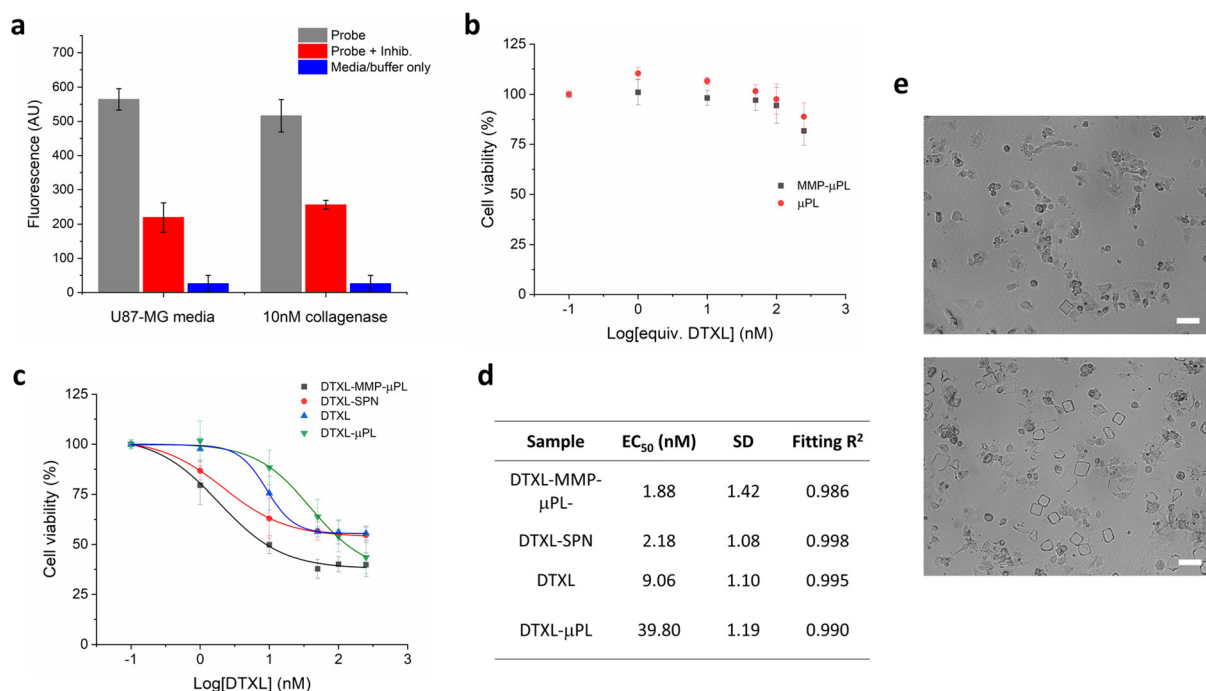 a
Probe
Probe + Inhib.
Media/buffer only
700
600
500
400
300
200
100
0
Fluorescence (AU)
U87-MG media
10nM collagenase
b
125
100
75
50
25
0
Cell viability (%)
MMP-μPL
μPL
-1 0 1 2 3
Log[equiv. DTXL] (nM)
c
125
100
75
50
25
0
Cell viability (%)
DTXL-MMP-μPL
DTXL-SPN
DTXL
DTXL-μPL
-1 0 1 2 3
Log[DTXL] (nM)
d
Sample EC50 (nM) SD Fitting R²
DTXL-MMP-
μPL- 1.88 1.42 0.986
DTXL-SPN 2.18 1.08 0.998
DTXL 9.06 1.10 0.995
DTXL-μPL 39.80 1.19 0.990
e